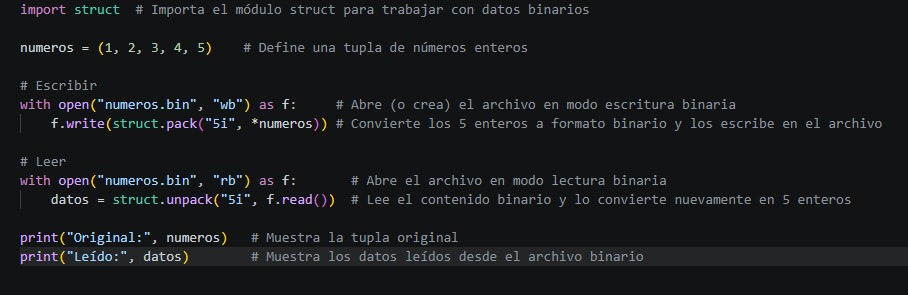 import struct  # Importa el módulo struct para trabajar con datos binarios
numeros = (1, 2, 3, 4, 5)    # Define una tupla de números enteros
# Escribir
with open("numeros.bin", "wb") as f:     # Abre (o crea) el archivo en modo escritura binaria
    f.write(struct.pack("5i", *numeros)) # Convierte los 5 enteros a formato binario y los escribe en el archivo
# Leer
with open("numeros.bin", "rb") as f:       # Abre el archivo en modo lectura binaria
    datos = struct.unpack("5i", f.read())  # Lee el contenido binario y lo convierte nuevamente en 5 enteros
print("Original:", numeros)   # Muestra la tupla original
print("Leído:", datos)        # Muestra los datos leídos desde el archivo binario